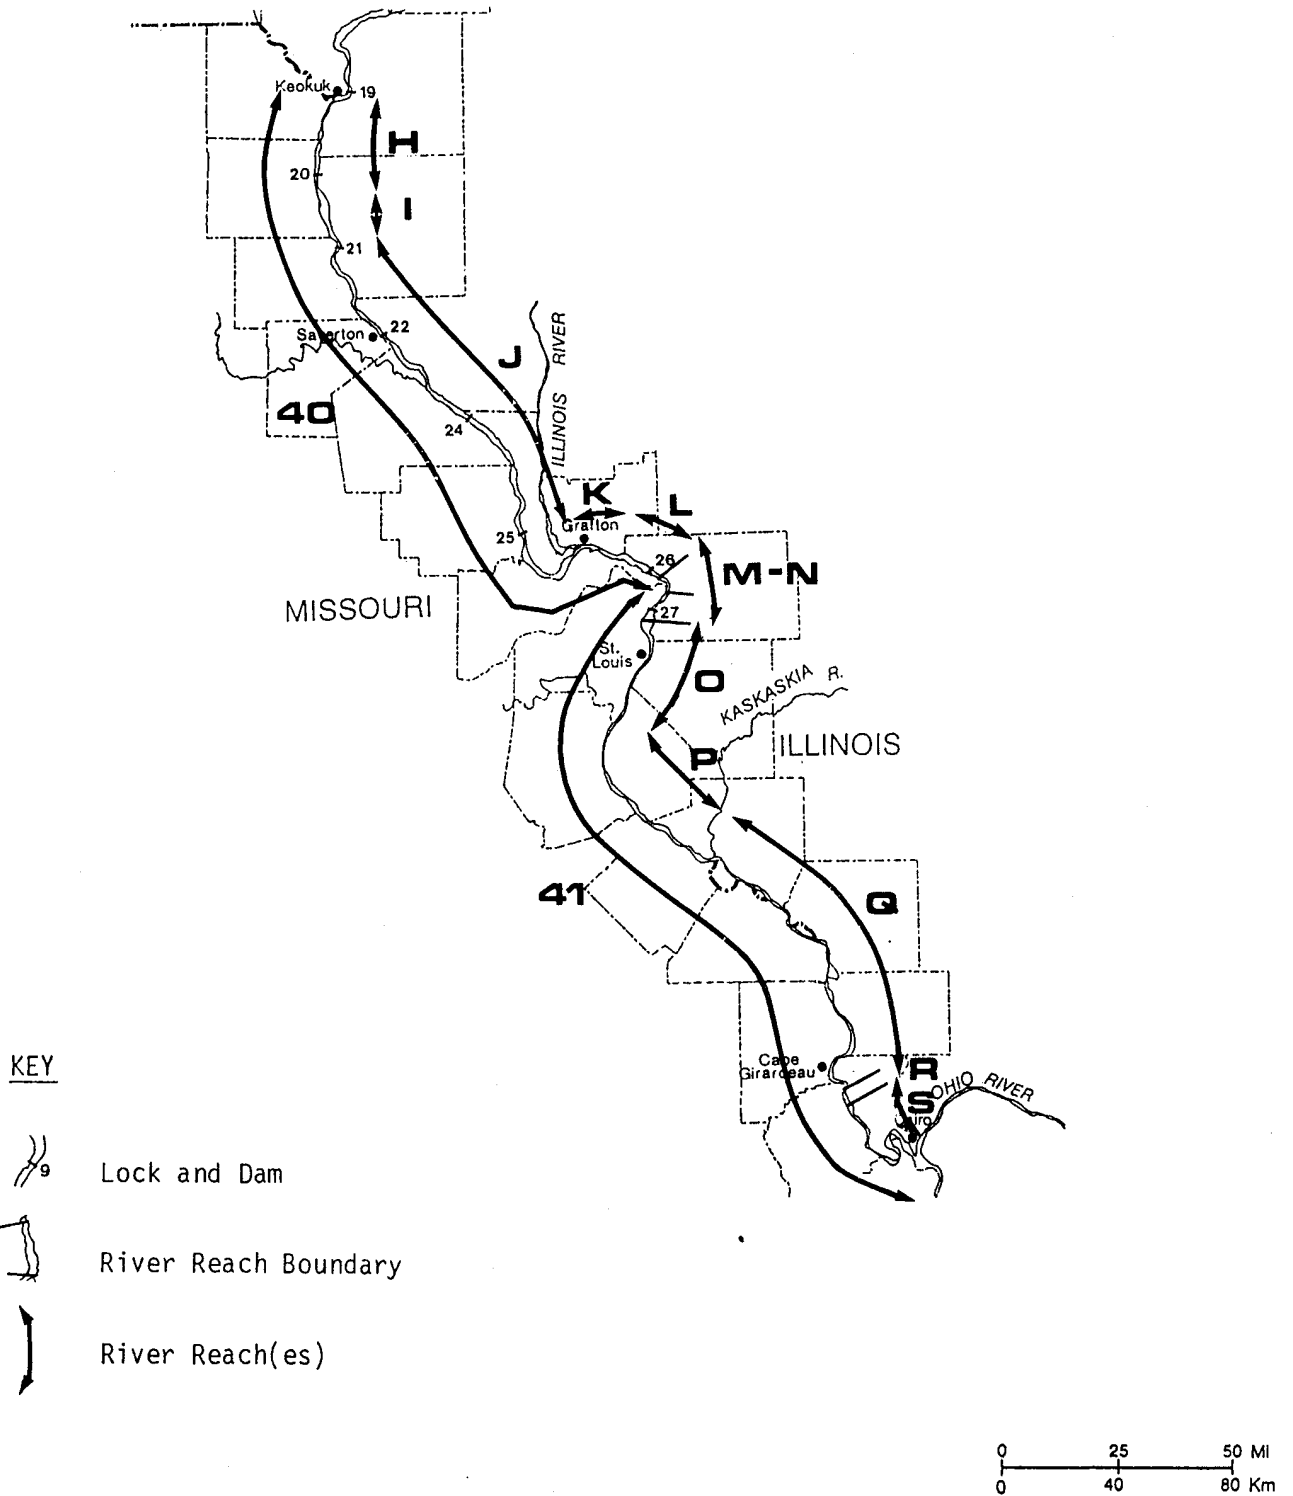 Keokuk
19
H
20
I
21
22
Saverton
J
ILLINOIS RIVER
40
24
K
L
Grafton
25
26
M-N
MISSOURI
27
St.
Louis
O
KASKASKIA R.
P
ILLINOIS
41
Q
Cape
Girardeau
R
S
OHIO RIVER
KEY
9
Lock and Dam
River Reach Boundary
River Reach(es)
0 25 50 MI
0 40 80 Km